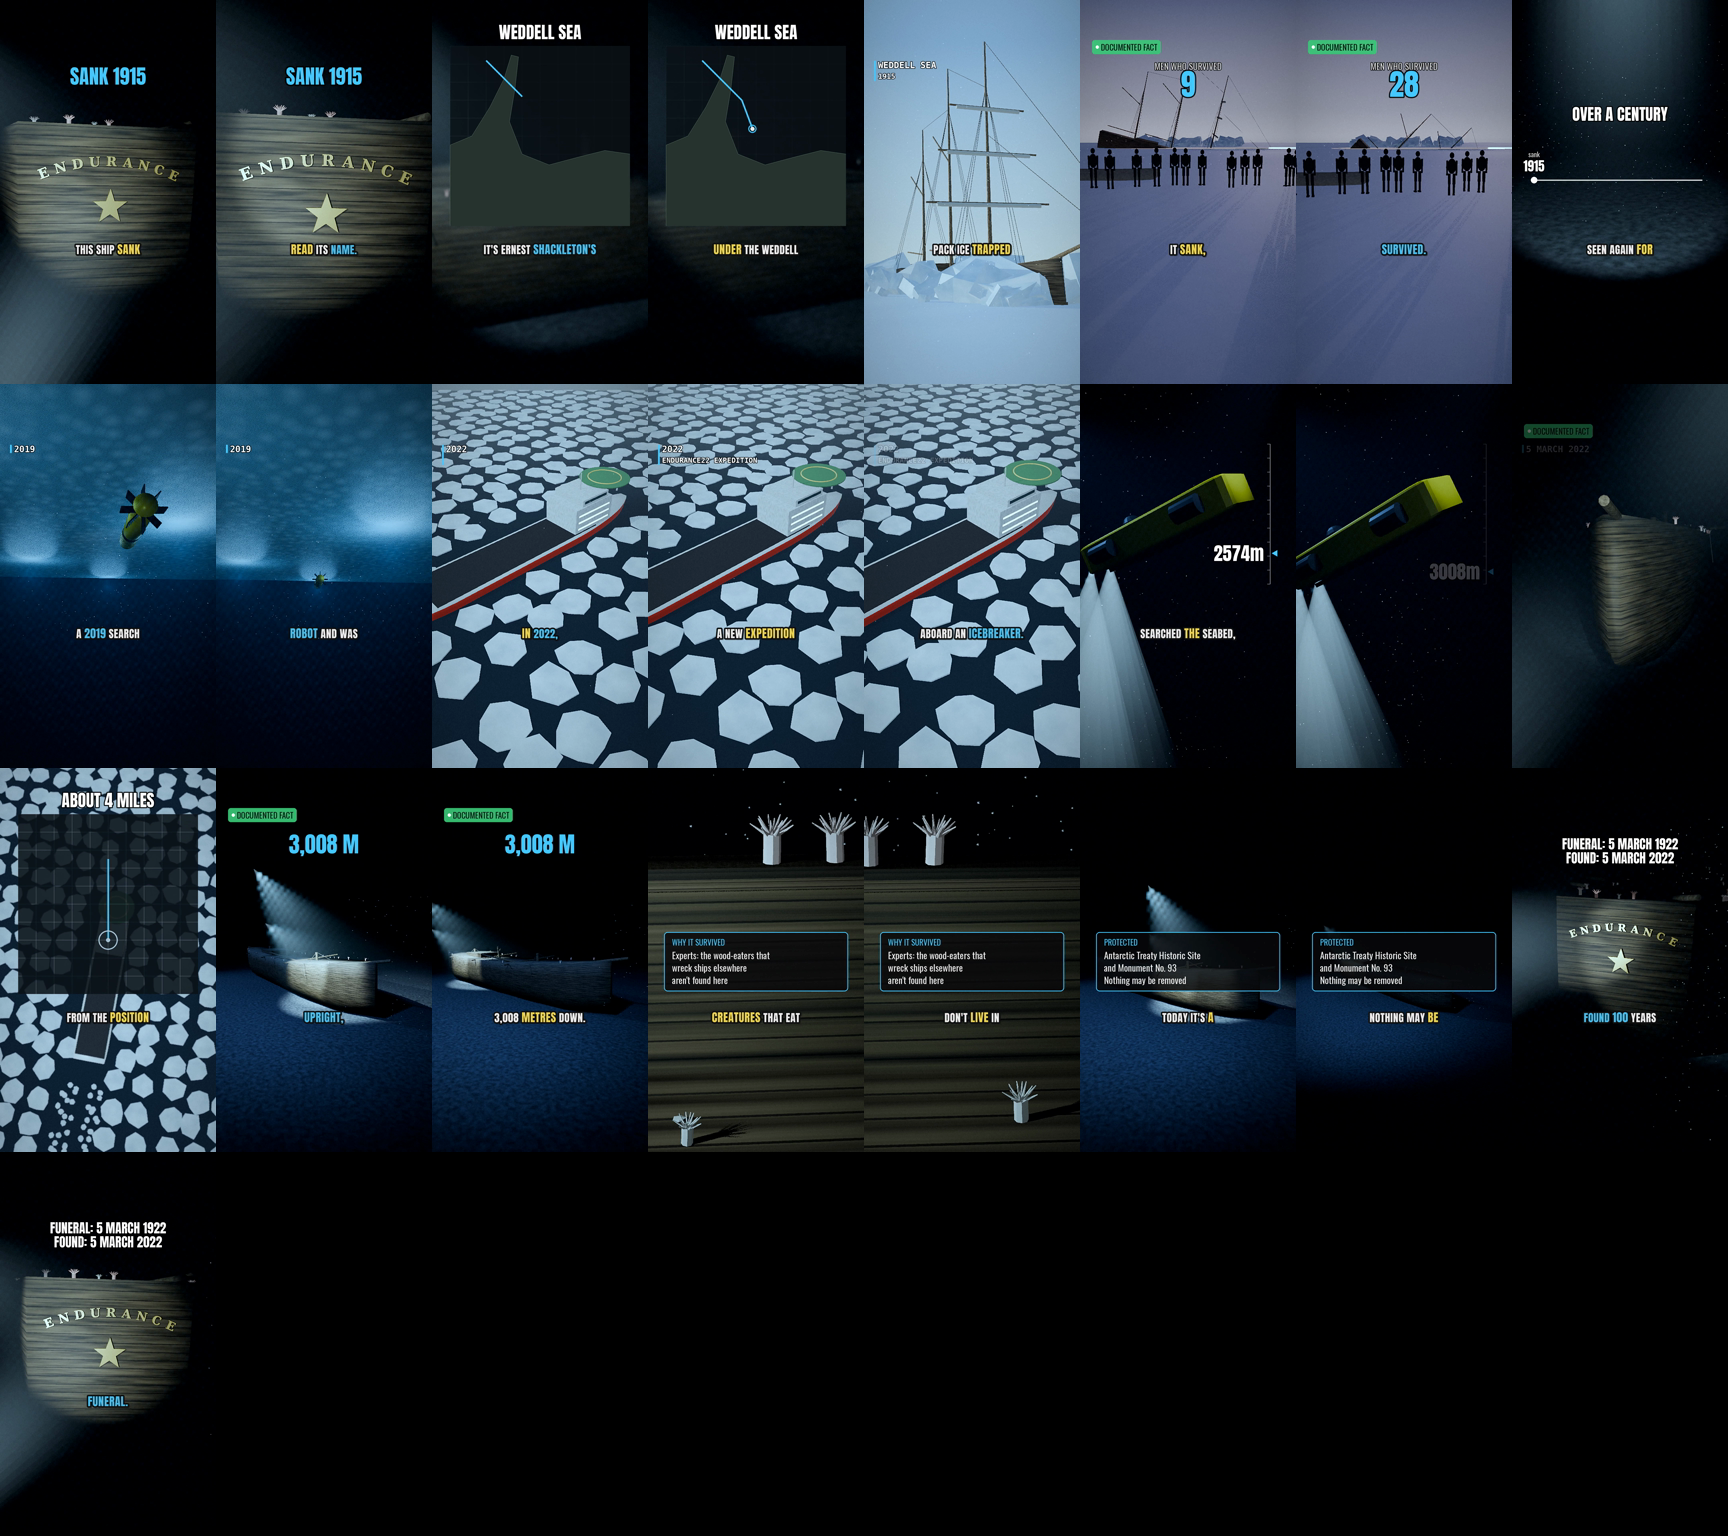 SANK 1915
ENDURANCE
THIS SHIP SANK
SANK 1915
ENDURANCE
READ ITS NAME.
WEDDELL SEA
IT'S ERNEST SHACKLETON'S
WEDDELL SEA
UNDER THE WEDDELL
WEDDELL SEA
1915
PACK ICE TRAPPED
DOCUMENTED FACT
MEN WHO SURVIVED
9
IT SANK,
DOCUMENTED FACT
MEN WHO SURVIVED
28
SURVIVED.
OVER A CENTURY
sank
1915
SEEN AGAIN FOR
2019
A 2019 SEARCH
2019
ROBOT AND WAS
2022
IN 2022,
2022
ENDURANCE22 EXPEDITION
A NEW EXPEDITION
ABOARD AN ICEBREAKER.
2574m
SEARCHED THE SEABED,
3008m
DOCUMENTED FACT
5 MARCH 2022
ABOUT 4 MILES
FROM THE POSITION
DOCUMENTED FACT
3,008 M
UPRIGHT,
DOCUMENTED FACT
3,008 M
3,008 METRES DOWN.
WHY IT SURVIVED
Experts: the wood-eaters that
wreck ships elsewhere
aren't found here
CREATURES THAT EAT
WHY IT SURVIVED
Experts: the wood-eaters that
wreck ships elsewhere
aren't found here
DON'T LIVE IN
PROTECTED
Antarctic Treaty Historic Site
and Monument No. 93
Nothing may be removed
TODAY IT'S A
PROTECTED
Antarctic Treaty Historic Site
and Monument No. 93
Nothing may be removed
NOTHING MAY BE
FUNERAL: 5 MARCH 1922
FOUND: 5 MARCH 2022
ENDURANCE
FOUND 100 YEARS
FUNERAL: 5 MARCH 1922
FOUND: 5 MARCH 2022
ENDURANCE
FUNERAL.